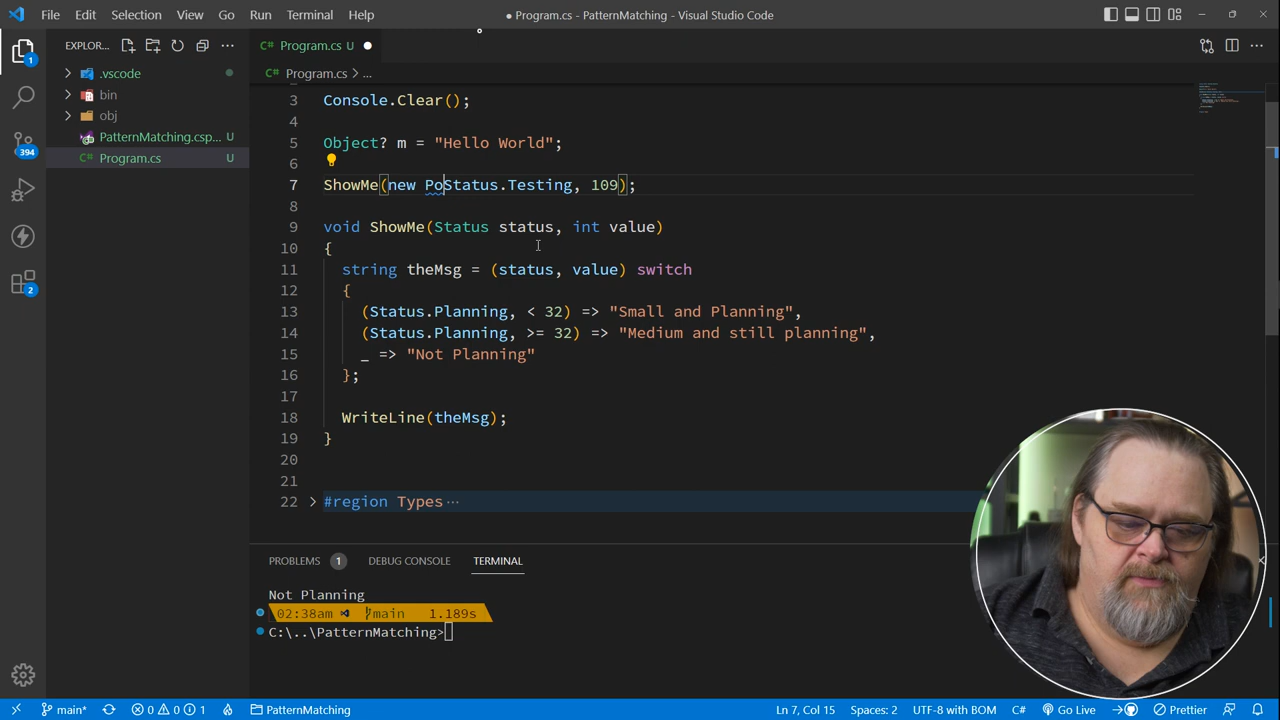 File Edit Selection View Go Run Terminal Help
● Program.cs - PatternMatching - Visual Studio Code
EXPLOR...
Program.cs U
1
.vscode
Program.cs > ...
bin
obj
PatternMatching.csp... U
Program.cs U
394
2
3 Console.Clear();
4
5 Object? m = "Hello World";
6
7 ShowMe(new PoStatus.Testing, 109);
8
9 void ShowMe(Status status, int value)
10 {
11 string theMsg = (status, value) switch
12 {
13 (Status.Planning, < 32) => "Small and Planning",
14 (Status.Planning, >= 32) => "Medium and still planning",
15 _ => "Not Planning"
16 };
17
18 WriteLine(theMsg);
19 }
20
21
22 > #region Types ...
PROBLEMS 1 DEBUG CONSOLE TERMINAL
Not Planning
02:38am main 1.189s
C:\..\PatternMatching>
main* 0 0 1 PatternMatching Ln 7, Col 15 Spaces: 2 UTF-8 with BOM C# Go Live Prettier